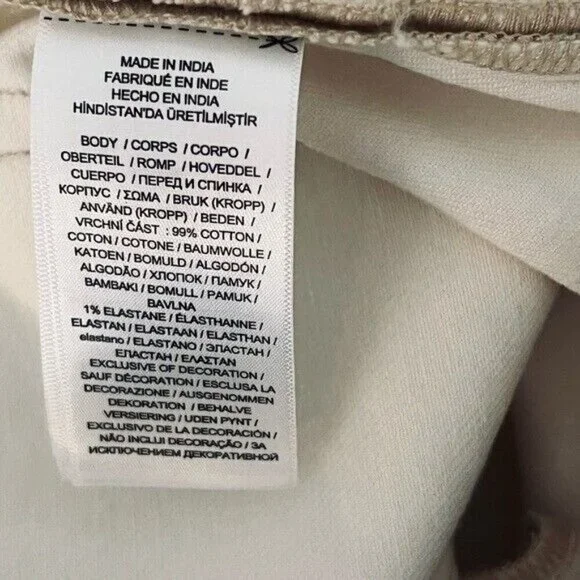 MADE IN INDIA
FABRIQUÉ EN INDE
HECHO EN INDIA
HİNDİSTAN'DA ÜRETİLMİŞTİR
BODY / CORPS / CORPO /
OBERTEIL / ROMP / HOVEDDEL /
CUERPO / ПЕРЕД И СПИНКА /
КОРПУС / ΣΩΜΑ / BRUK (KROPP) /
ANVÄND (KROPP) / BEDEN /
VRCHNÍ ČÁST : 99% COTTON /
COTON / COTONE / BAUMWOLLE /
KATOEN / BOMULD / ALGODÓN /
ALGODÃO / ХЛОПОК / ПАМУК /
BAMBAKI / BOMULL / PAMUK /
BAVLNA
1% ELASTANE / ÉLASTHANNE /
ELASTAN / ELASTAAN / ELASTHAN /
elastano / ELASTANO / ЭЛАСТАН /
ЕЛАСТАН / ΕΛΑΣΤΑΝ
EXCLUSIVE OF DECORATION /
SAUF DÉCORATION / ESCLUSA LA
DECORAZIONE / AUSGENOMMEN
DEKORATION / BEHALVE
VERSIERING / UDEN PYNT /
EXCLUSIVO DE LA DECORACIÓN /
NÃO INCLUI DECORAÇÃO / ЗА
ИСКЛЮЧЕНИЕМ ДЕКОРАТИВНОЙ